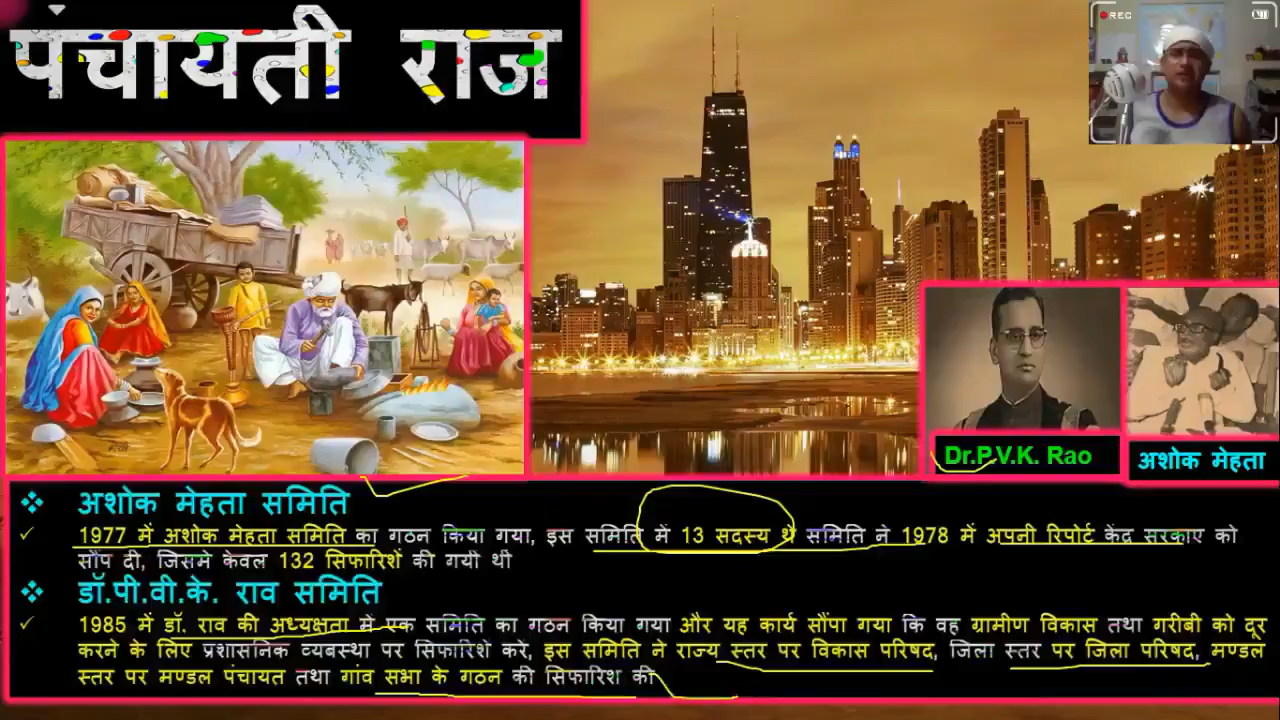 पंचायती राज
REC
Dr.P.V.K. Rao
अशोक मेहता
❖ अशोक मेहता समिति
✓ 1977 में अशोक मेहता समिति का गठन किया गया, इस समिति में 13 सदस्य थे समिति ने 1978 में अपनी रिपोर्ट केंद्र सरकाए को
सौंप दी, जिसमे केवल 132 सिफारिशें की गयी थी
❖ डॉ.पी.वी.के. राव समिति
✓ 1985 में डॉ. राव की अध्यक्षता में एक समिति का गठन किया गया और यह कार्य सौंपा गया कि वह ग्रामीण विकास तथा गरीबी को दूर
करने के लिए प्रशासनिक व्यबस्था पर सिफारिशे करें, इस समिति ने राज्य स्तर पर विकास परिषद, जिला स्तर पर जिला परिषद, मण्डल
स्तर पर मण्डल पंचायत तथा गांव सभा के गठन की सिफारिश की